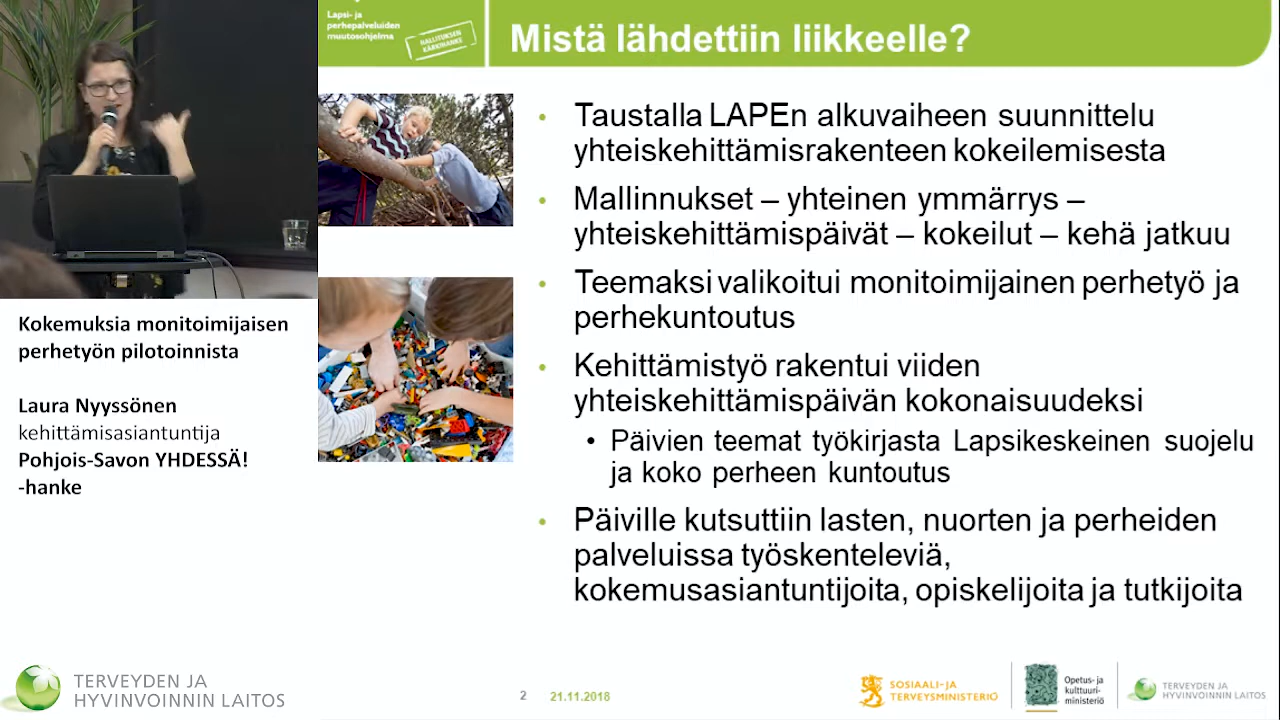 Lapsi- ja
perhepalveluiden
muutosohjelma
HALLITUKSEN
KÄRKIHANKE
Mistä lähdettiin liikkeelle?
• Taustalla LAPEn alkuvaiheen suunnittelu
yhteiskehittämisrakenteen kokeilemisesta
• Mallinnukset – yhteinen ymmärrys –
yhteiskehittämispäivät – kokeilut – kehä jatkuu
• Teemaksi valikoitui monitoimijainen perhetyö ja
perhekuntoutus
• Kehittämistyö rakentui viiden
yhteiskehittämispäivän kokonaisuudeksi
• Päivien teemat työkirjasta Lapsikeskeinen suojelu
ja koko perheen kuntoutus
• Päiville kutsuttiin lasten, nuorten ja perheiden
palveluissa työskenteleviä,
kokemusasiantuntijoita, opiskelijoita ja tutkijoita
Kokemuksia monitoimijaisen
perhetyön pilotoinnista
Laura Nyyssönen
kehittämisasiantuntija
Pohjois-Savon YHDESSÄ!
-hanke
TERVEYDEN JA
HYVINVOINNIN LAITOS
2
21.11.2018
SOSIAALI- JA
TERVEYSMINISTERIÖ
Opetus- ja
kulttuuri-
ministeriö
TERVEYDEN JA
HYVINVOINNIN LAITOS